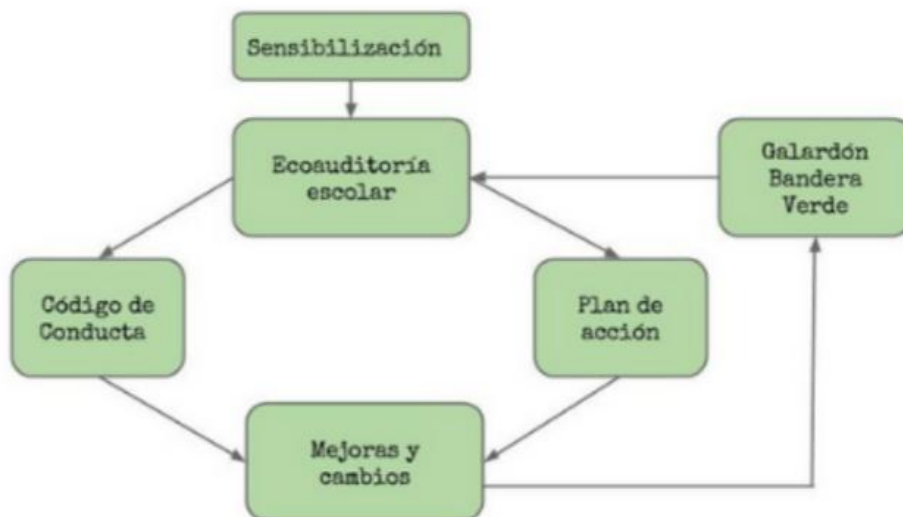 Sensibilización
Ecoauditoría
escolar
Galardón
Bandera
Verde
Código de
Conducta
Plan de
acción
Mejoras y
cambios